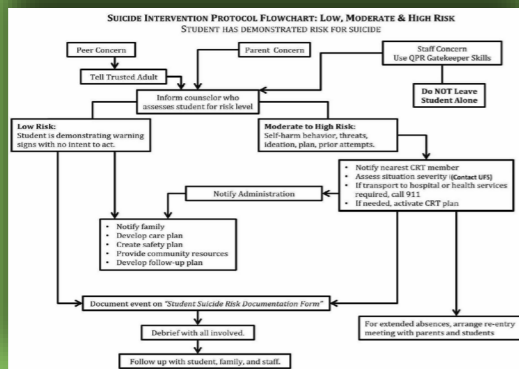 SUICIDE INTERVENTION PROTOCOL FLOWCHART: LOW, MODERATE & HIGH RISK
STUDENT HAS DEMONSTRATED RISK FOR SUICIDE
Peer Concern
Parent Concern
Staff Concern
Use QPR Gatekeeper Skills
Tell Trusted Adult
Do NOT Leave
Student Alone
Inform counselor who
assesses student for risk level
Low Risk:
Student is demonstrating warning
signs with no intent to act.
Moderate to High Risk:
Self-harm behavior, threats,
ideation, plan, prior attempts.
• Notify nearest CRT member
• Assess situation severity (Contact UFS)
• If transport to hospital or health services
required, call 911
• If needed, activate CRT plan
Notify Administration
• Notify family
• Develop care plan
• Create safety plan
• Provide community resources
• Develop follow-up plan
Document event on "Student Suicide Risk Documentation Form"
For extended absences, arrange re-entry
meeting with parents and students
Debrief with all involved.
Follow up with student, family, and staff.